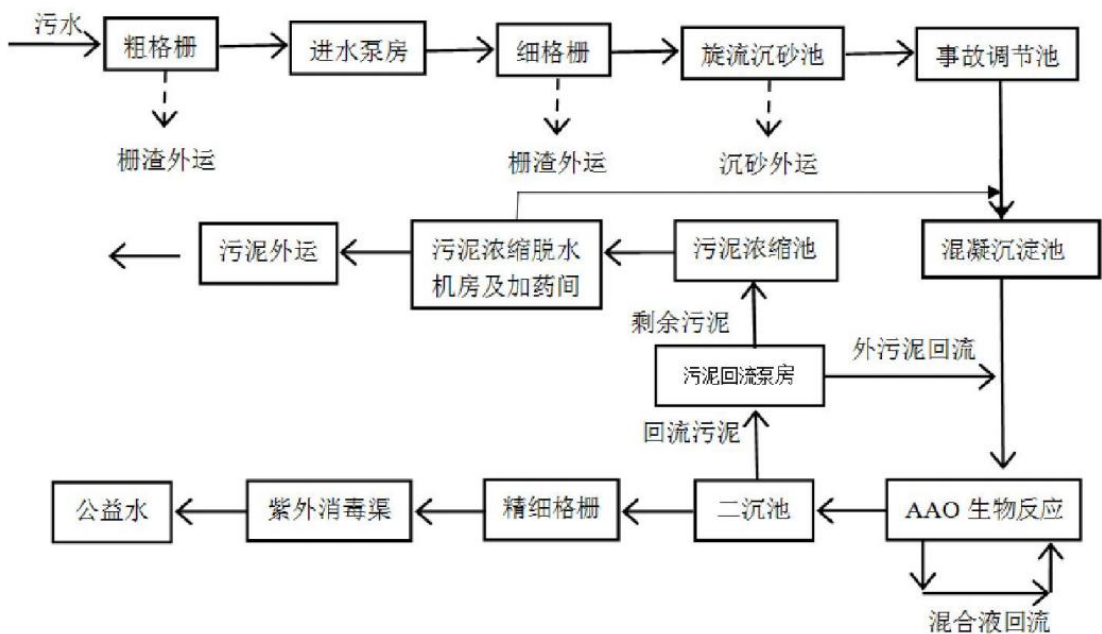 污水
粗格栅
进水泵房
细格栅
旋流沉砂池
事故调节池
栅渣外运
栅渣外运
沉砂外运
污泥外运
污泥浓缩脱水
机房及加药间
污泥浓缩池
混凝沉淀池
剩余污泥
外污泥回流
污泥回流泵房
回流污泥
公益水
紫外消毒渠
精细格栅
二沉池
AAO 生物反应
混合液回流